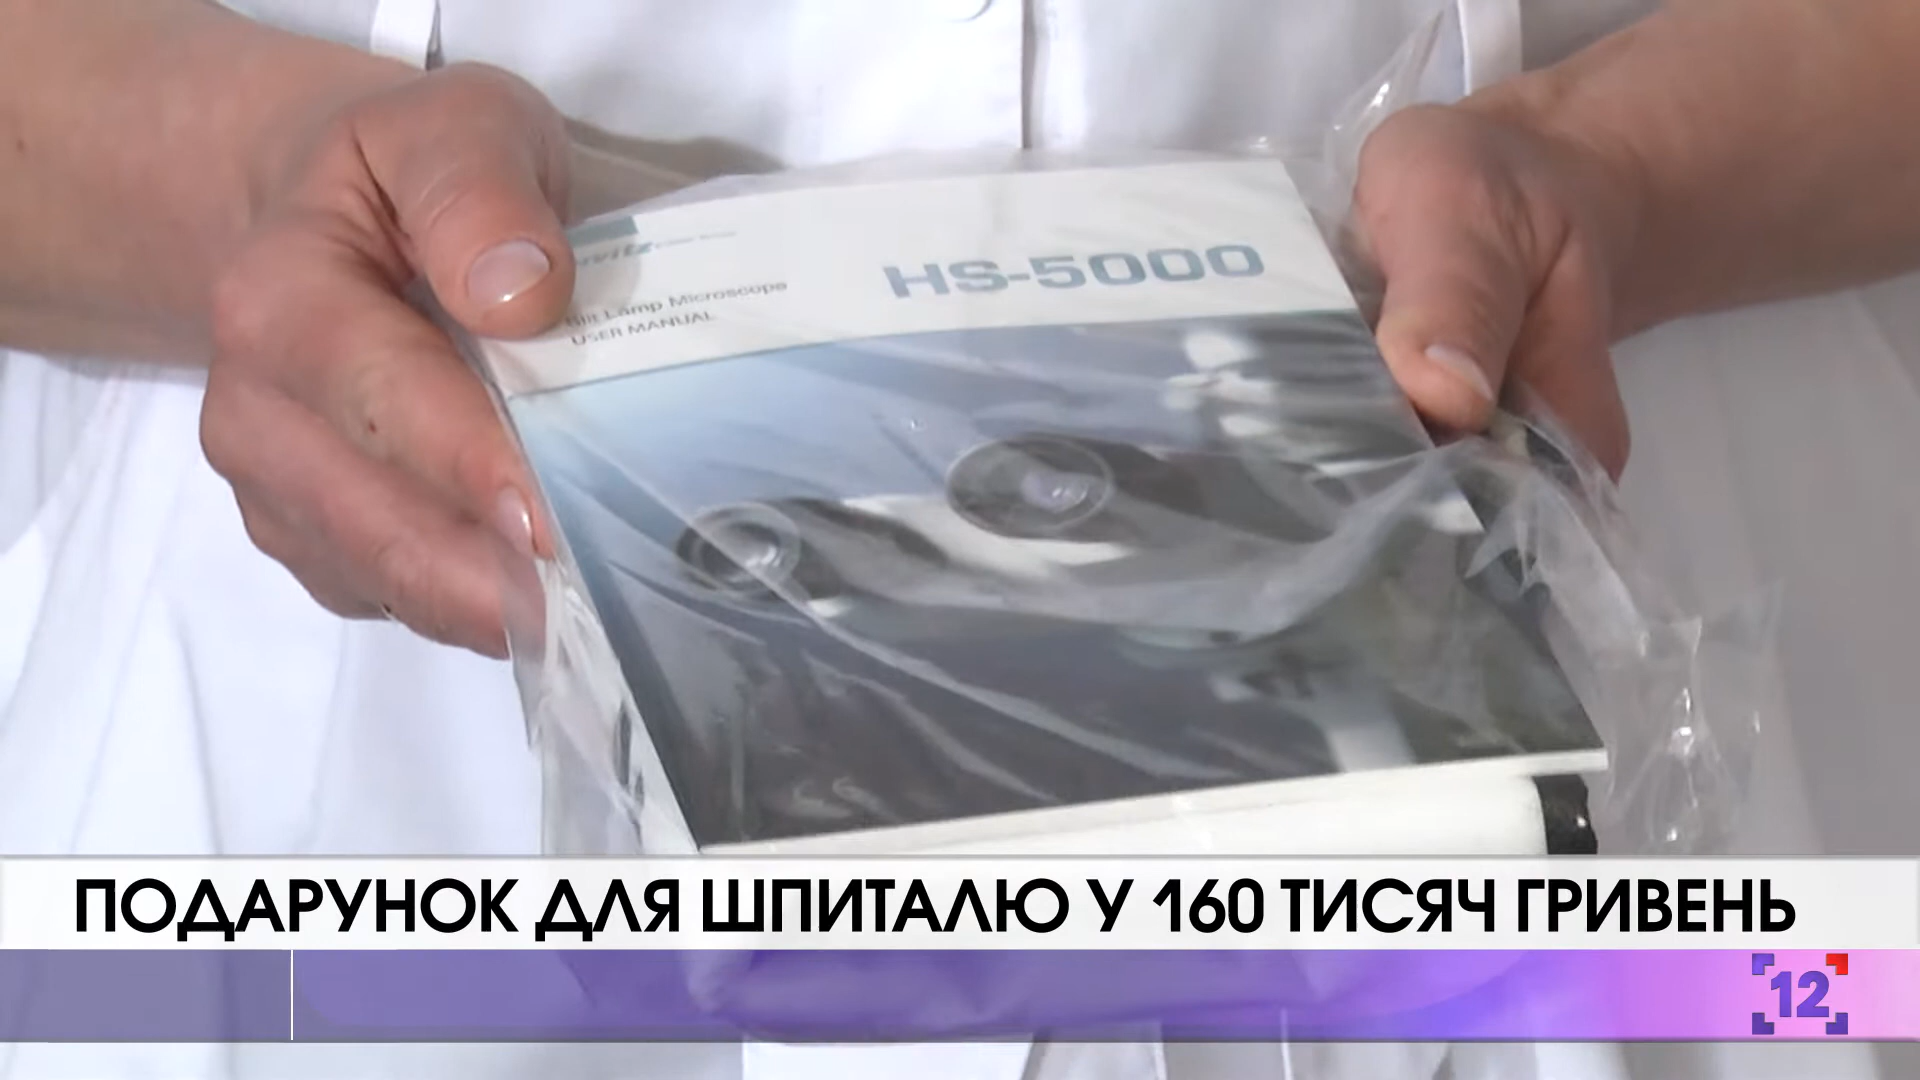 HS-5000
Slit Lamp Microscope
USER MANUAL
ПОДАРУНОК ДЛЯ ШПИТАЛЮ У 160 ТИСЯЧ ГРИВЕНЬ
12